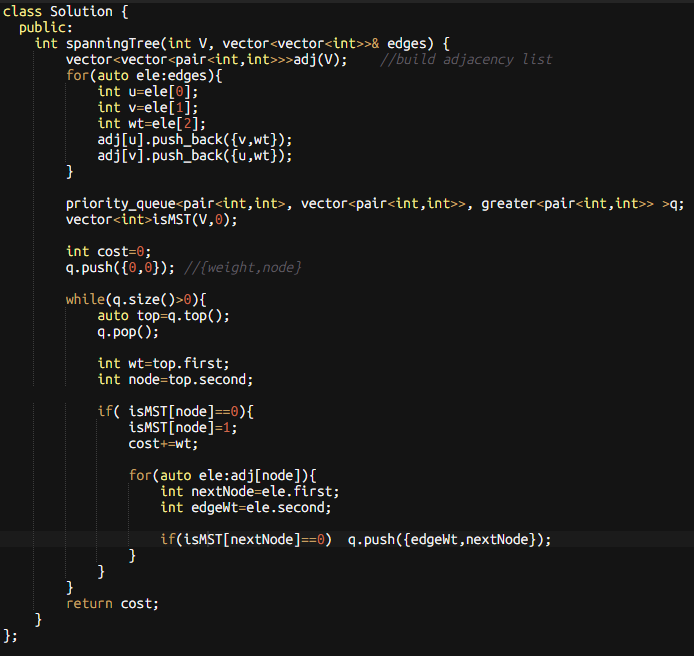 class Solution {
  public:
    int spanningTree(int V, vector<vector<int>>& edges) {
        vector<vector<pair<int,int>>>adj(V);    //build adjacency list
        for(auto ele:edges){
            int u=ele[0];
            int v=ele[1];
            int wt=ele[2];
            adj[u].push_back({v,wt});
            adj[v].push_back({u,wt});
        }

        priority_queue<pair<int,int>, vector<pair<int,int>>, greater<pair<int,int>> >q;
        vector<int>isMST(V,0);

        int cost=0;
        q.push({0,0}); //{weight,node}

        while(q.size()>0){
            auto top=q.top();
            q.pop();

            int wt=top.first;
            int node=top.second;

            if( isMST[node]==0){
                isMST[node]=1;
                cost+=wt;

                for(auto ele:adj[node]){
                    int nextNode=ele.first;
                    int edgeWt=ele.second;

                    if(isMST[nextNode]==0)  q.push({edgeWt,nextNode});
                }
            }
        }
        return cost;
    }
};